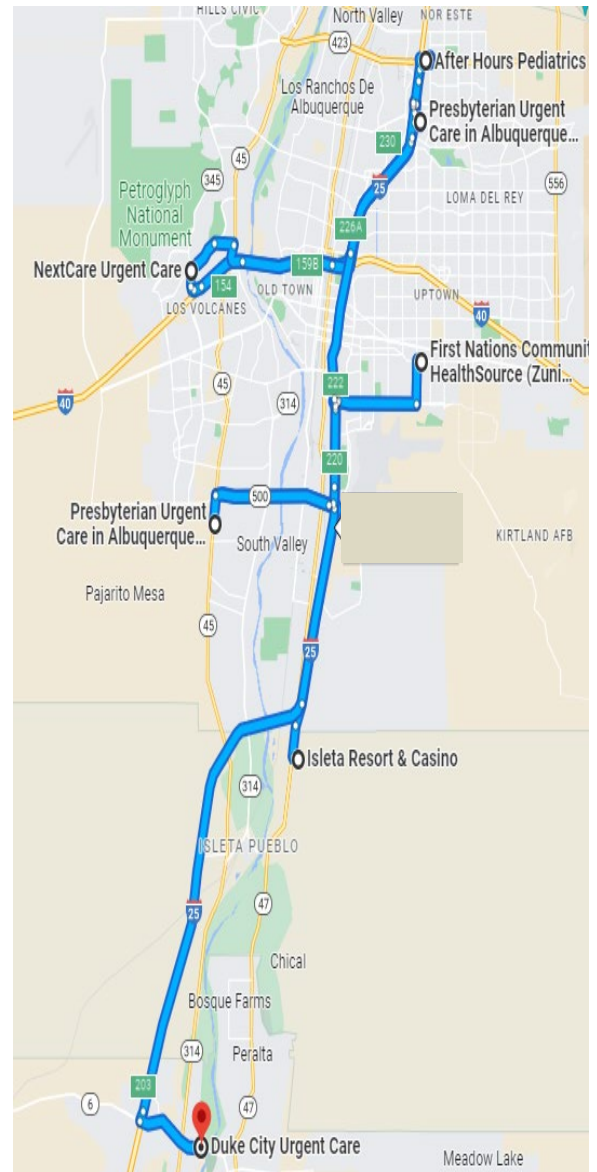 HILLS CIVIC
North Valley
NOR ESTE
423
After Hours Pediatrics
Los Ranchos De
Albuquerque
Presbyterian Urgent
Care in Albuquerque...
230
45
25
345
556
Petroglyph
National
Monument
LOMA DEL REY
226A
NextCare Urgent Care
159B
154
OLD TOWN
UPTOWN
LOS VOLCANES
40
First Nations Communit
HealthSource (Zuni...
45
40
314
222
220
500
Presbyterian Urgent
Care in Albuquerque...
South Valley
KIRTLAND AFB
Pajarito Mesa
45
25
Isleta Resort & Casino
314
ISLETA PUEBLO
47
25
Chical
Bosque Farms
314
Peralta
203
6
47
Duke City Urgent Care
Meadow Lake